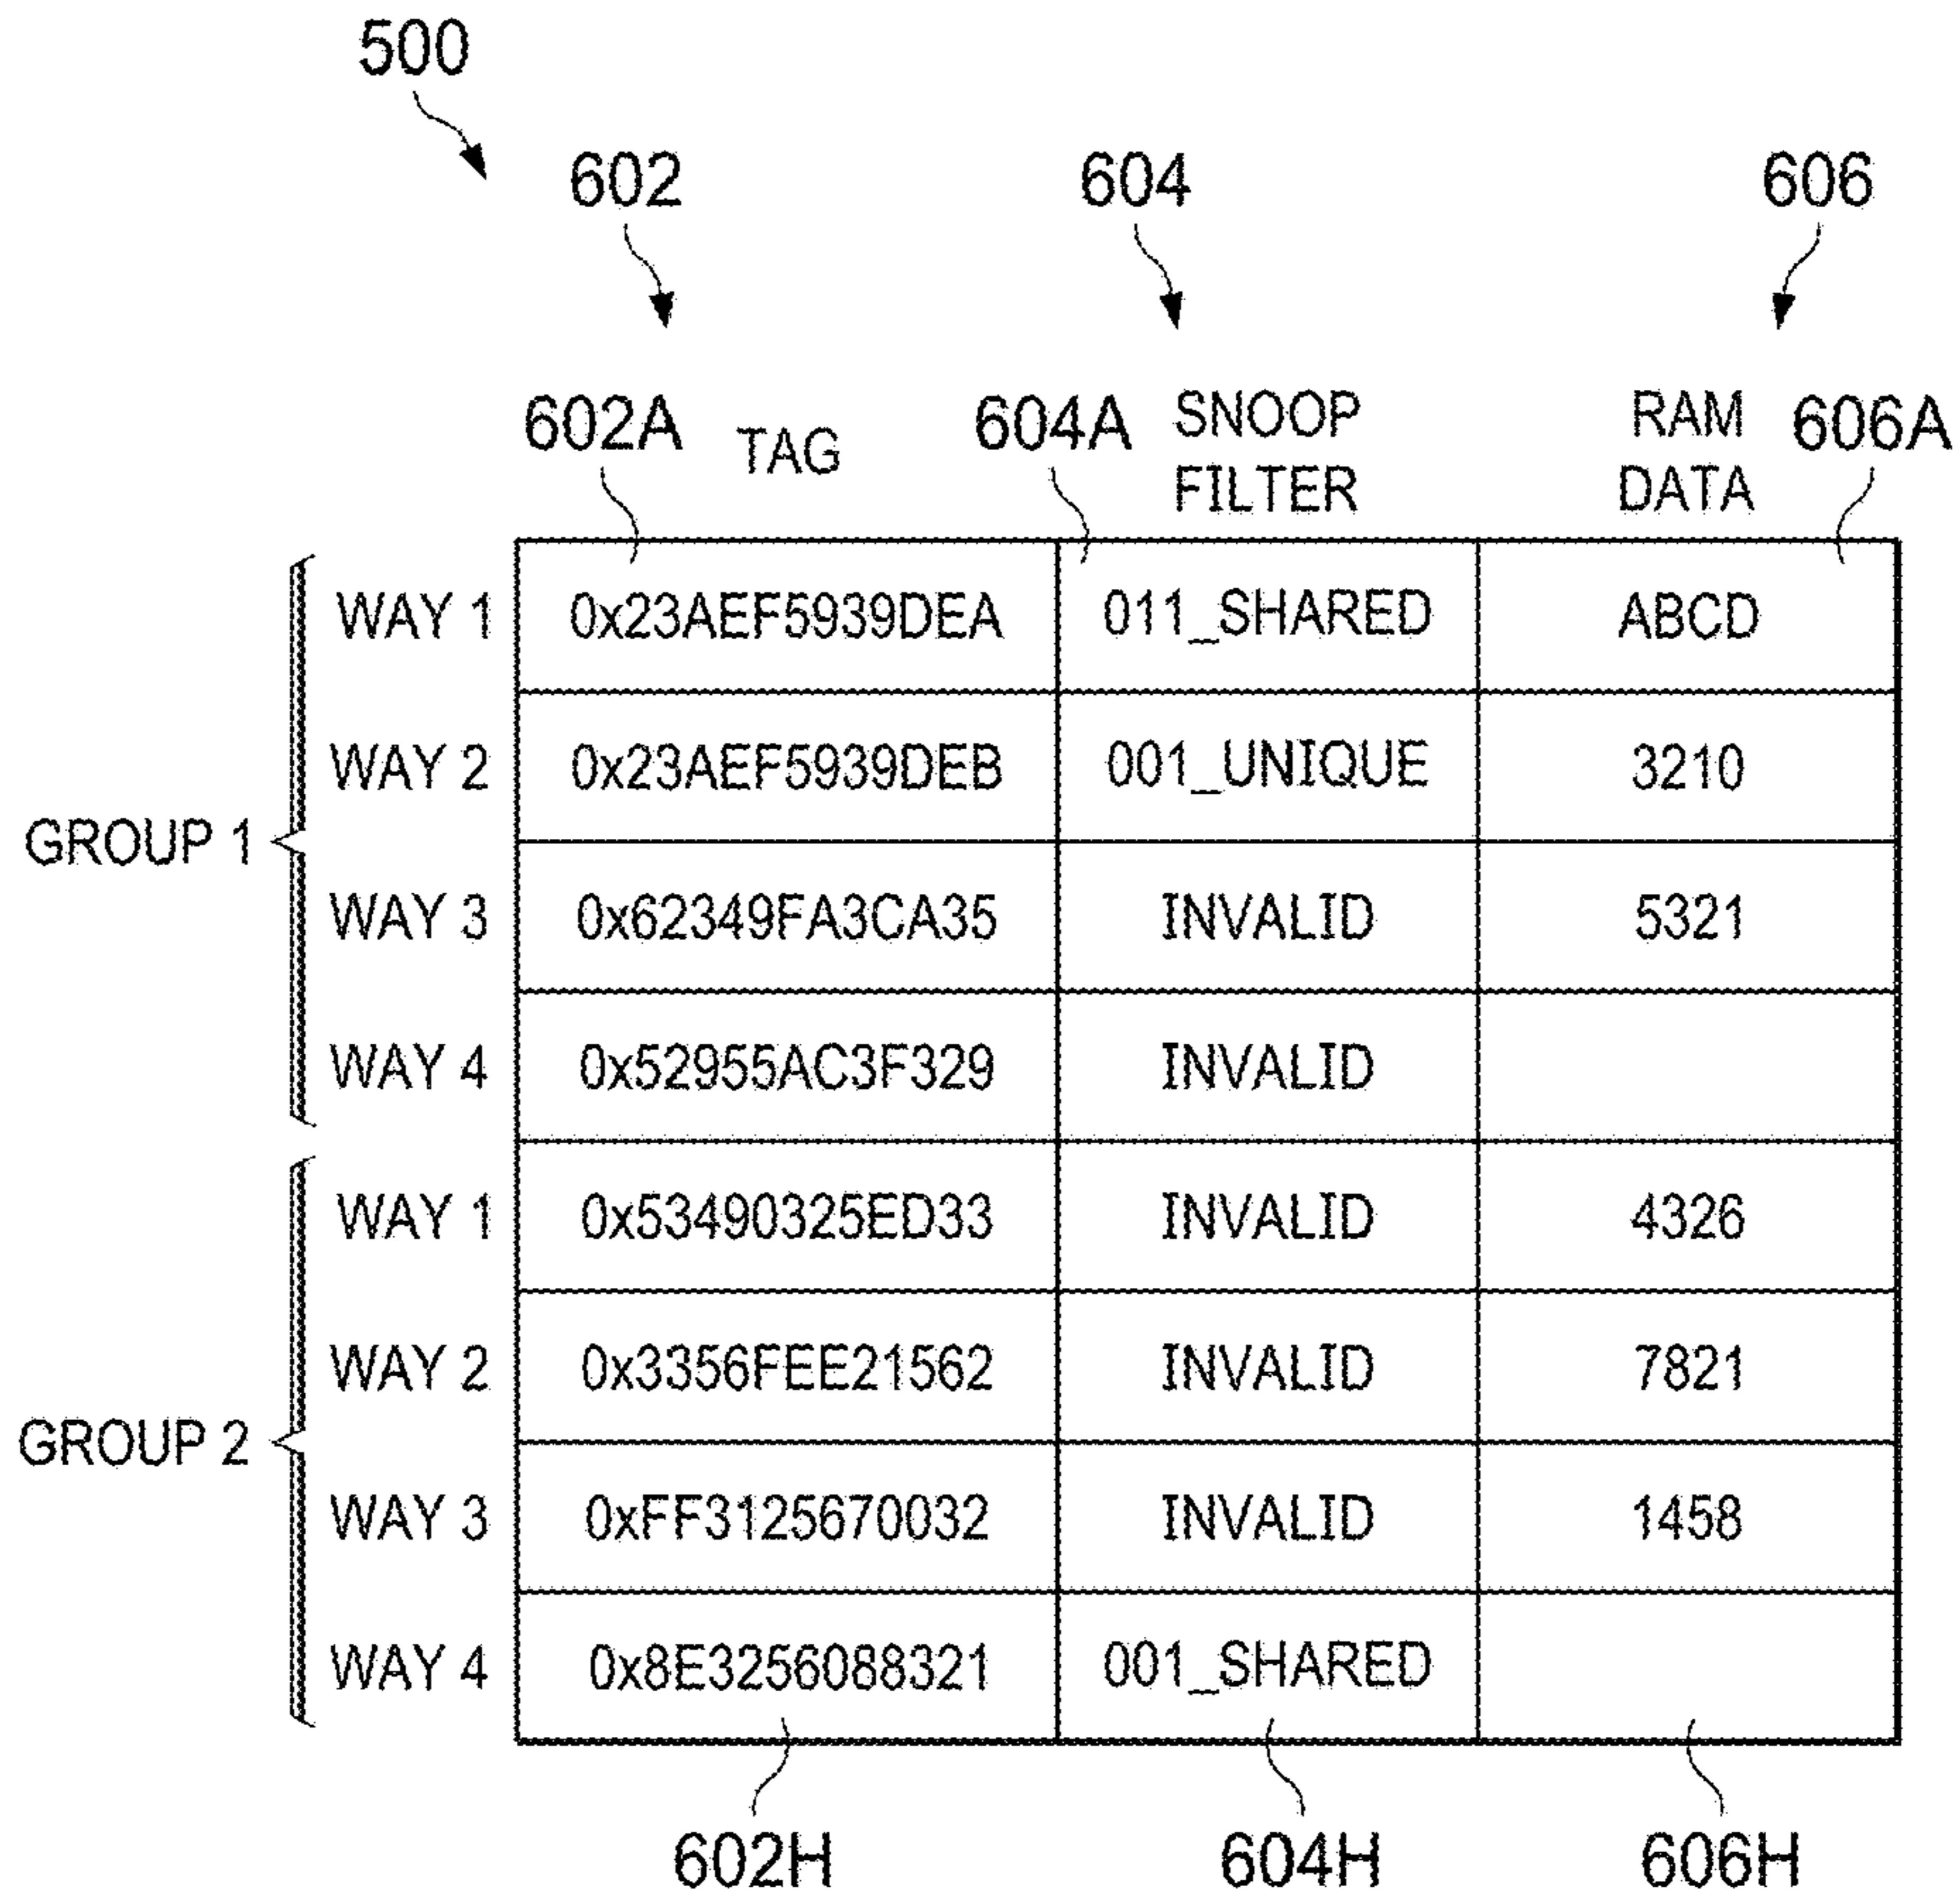 500
602 604 606
602A TAG 604A SNOOP FILTER RAM DATA 606A
WAY 1 0x23AEF5939DEA 011_SHARED ABCD
WAY 2 0x23AEF5939DEB 001_UNIQUE 3210
GROUP 1
WAY 3 0x62349FA3CA35 INVALID 5321
WAY 4 0x52955AC3F329 INVALID
WAY 1 0x53490325ED33 INVALID 4326
WAY 2 0x3356FEE21562 INVALID 7821
GROUP 2
WAY 3 0xFF3125670032 INVALID 1458
WAY 4 0x8E3256088321 001_SHARED
602H 604H 606H